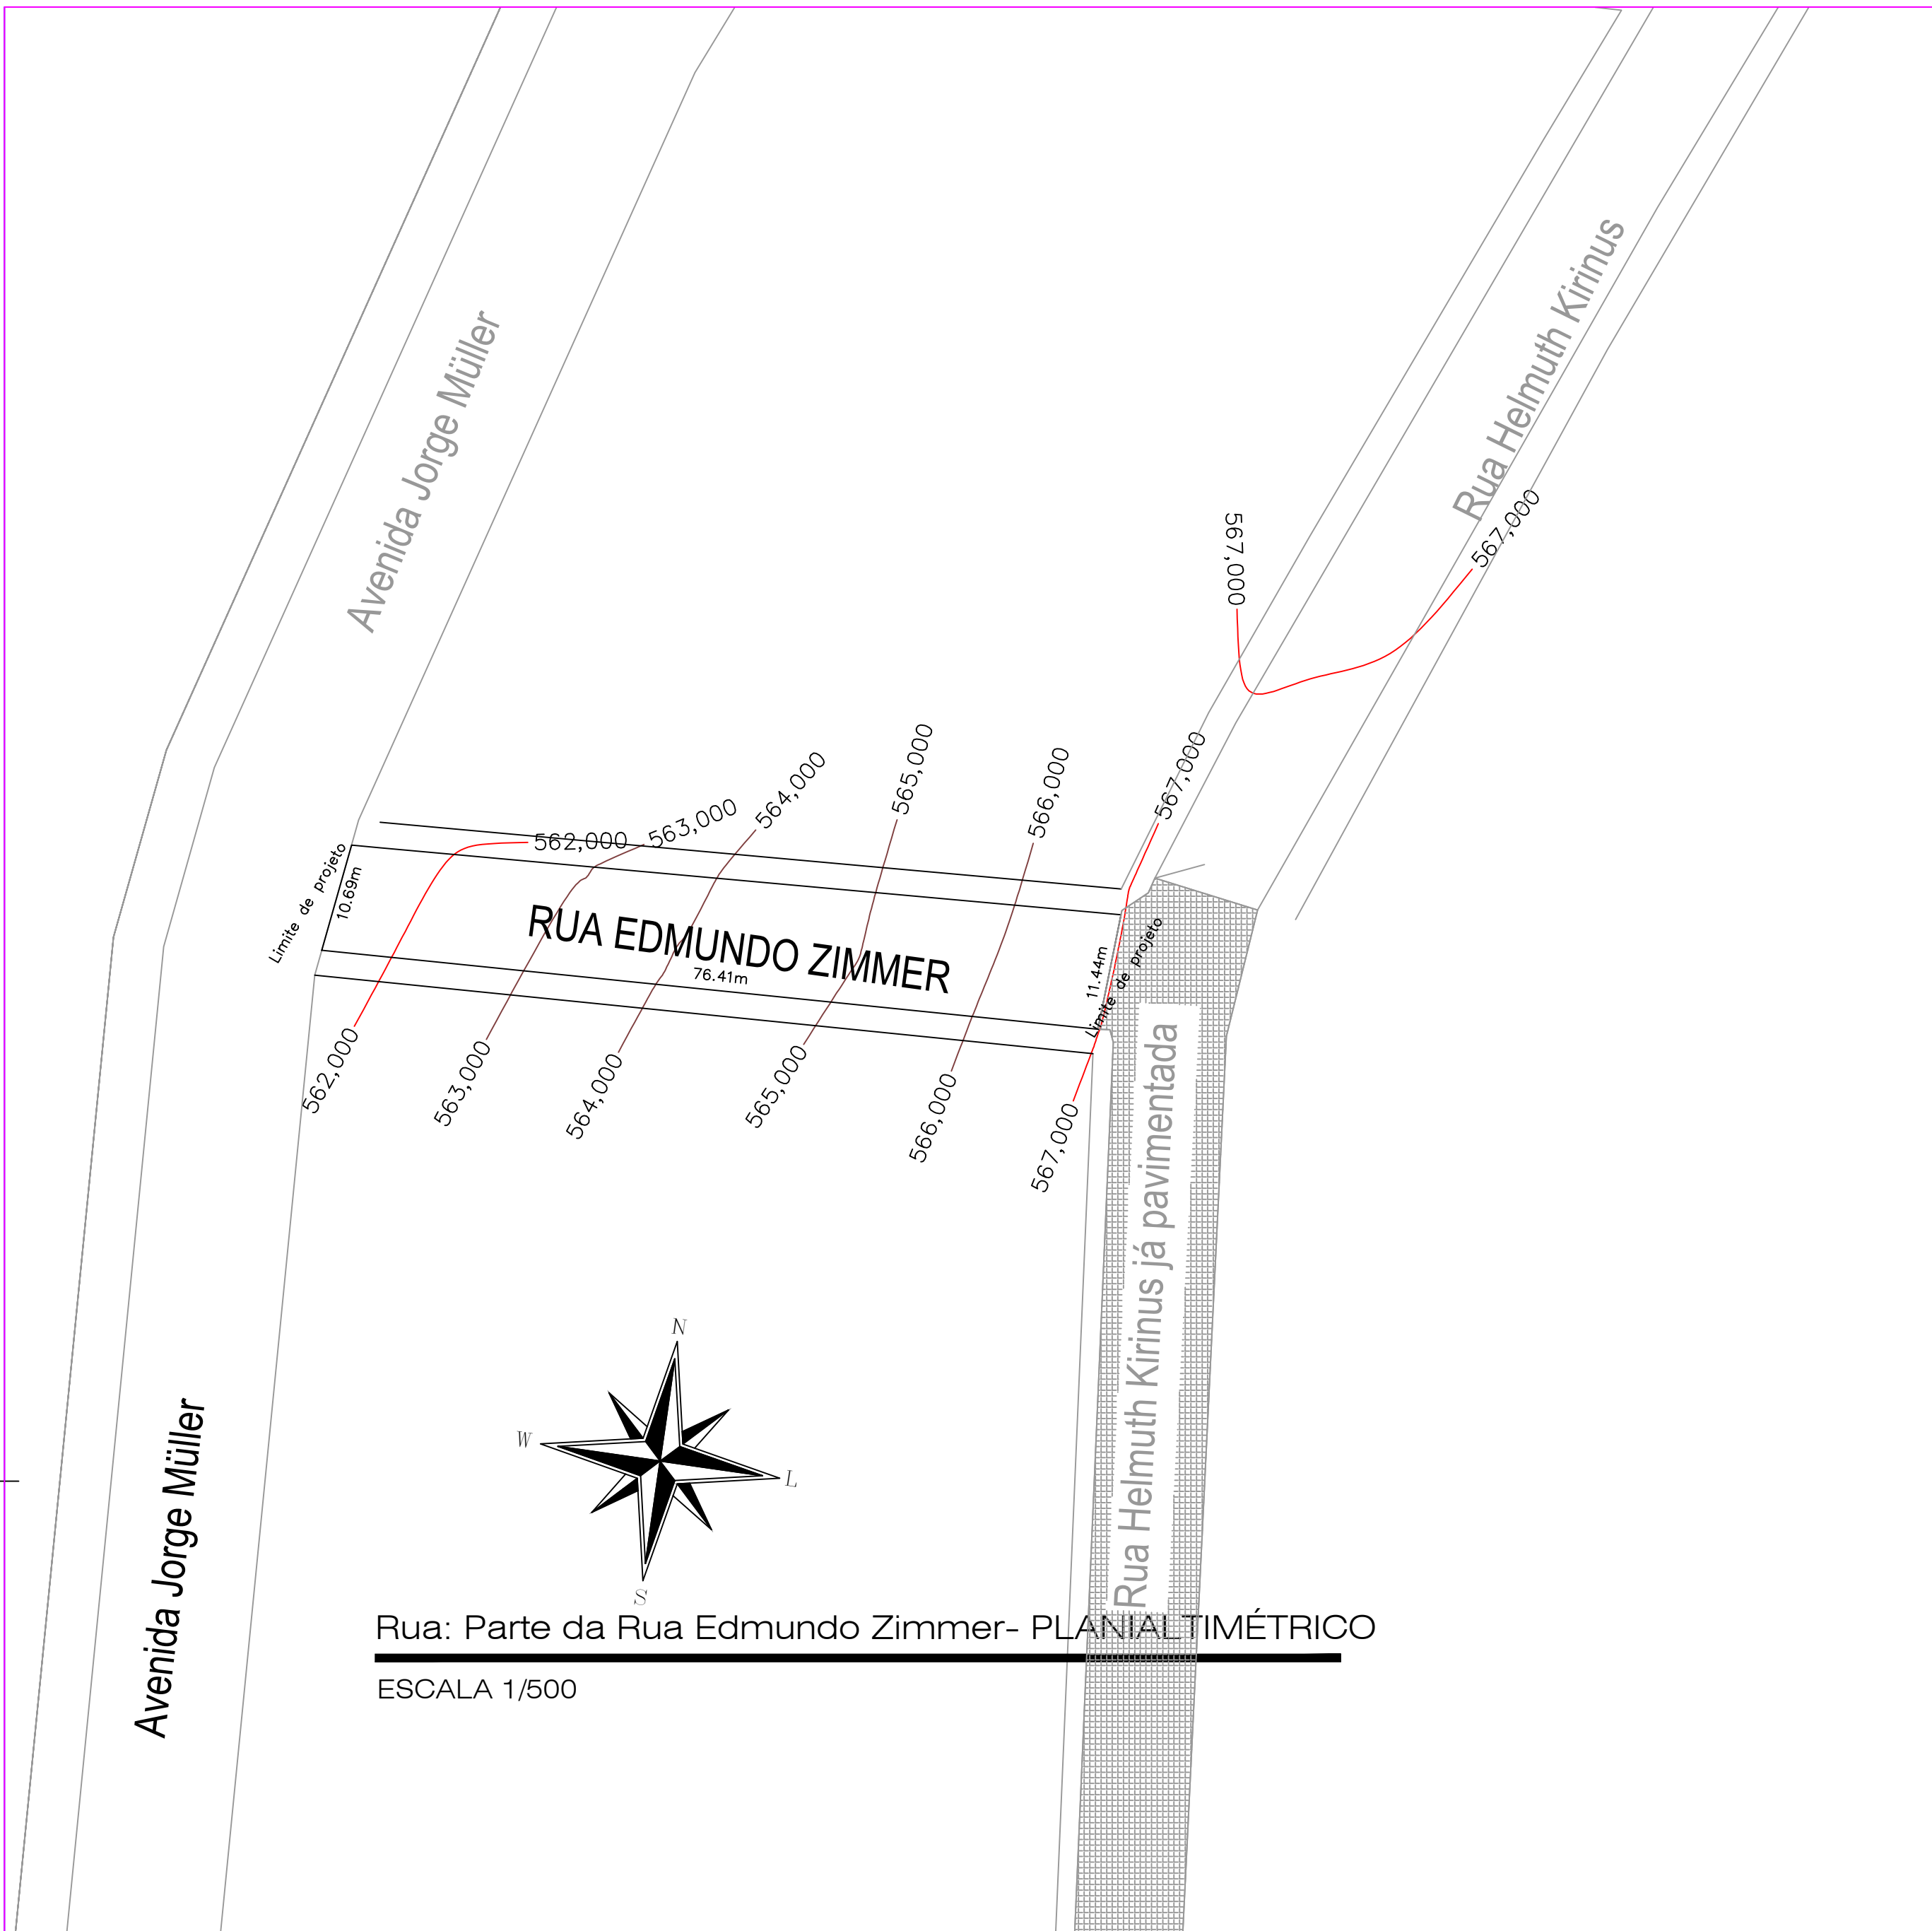 Avenida Jorge Müller
Rua Helmuth Kirinus
567,000
567,000
567,000
562,000
563,000
564,000
565,000
566,000
Limite de projeto
10.69m
RUA EDMUNDO ZIMMER
76.41m
11.44m
Limite de projeto
562,000
563,000
564,000
565,000
566,000
567,000
Rua Helmuth Kirinus já pavimentada
Avenida Jorge Müller
N
W
L
S
Rua: Parte da Rua Edmundo Zimmer- PLANIALTIMÉTRICO
ESCALA 1/500